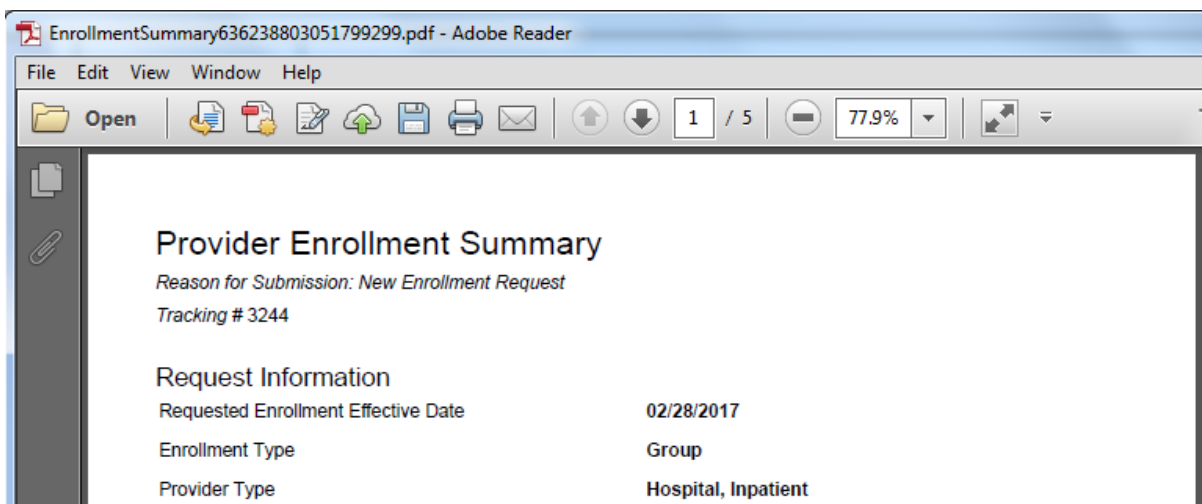 EnrollmentSummary636238803051799299.pdf - Adobe Reader
File Edit View Window Help
Open 1 / 5 77.9%
Provider Enrollment Summary
Reason for Submission: New Enrollment Request
Tracking # 3244
Request Information
Requested Enrollment Effective Date 02/28/2017
Enrollment Type Group
Provider Type Hospital, Inpatient